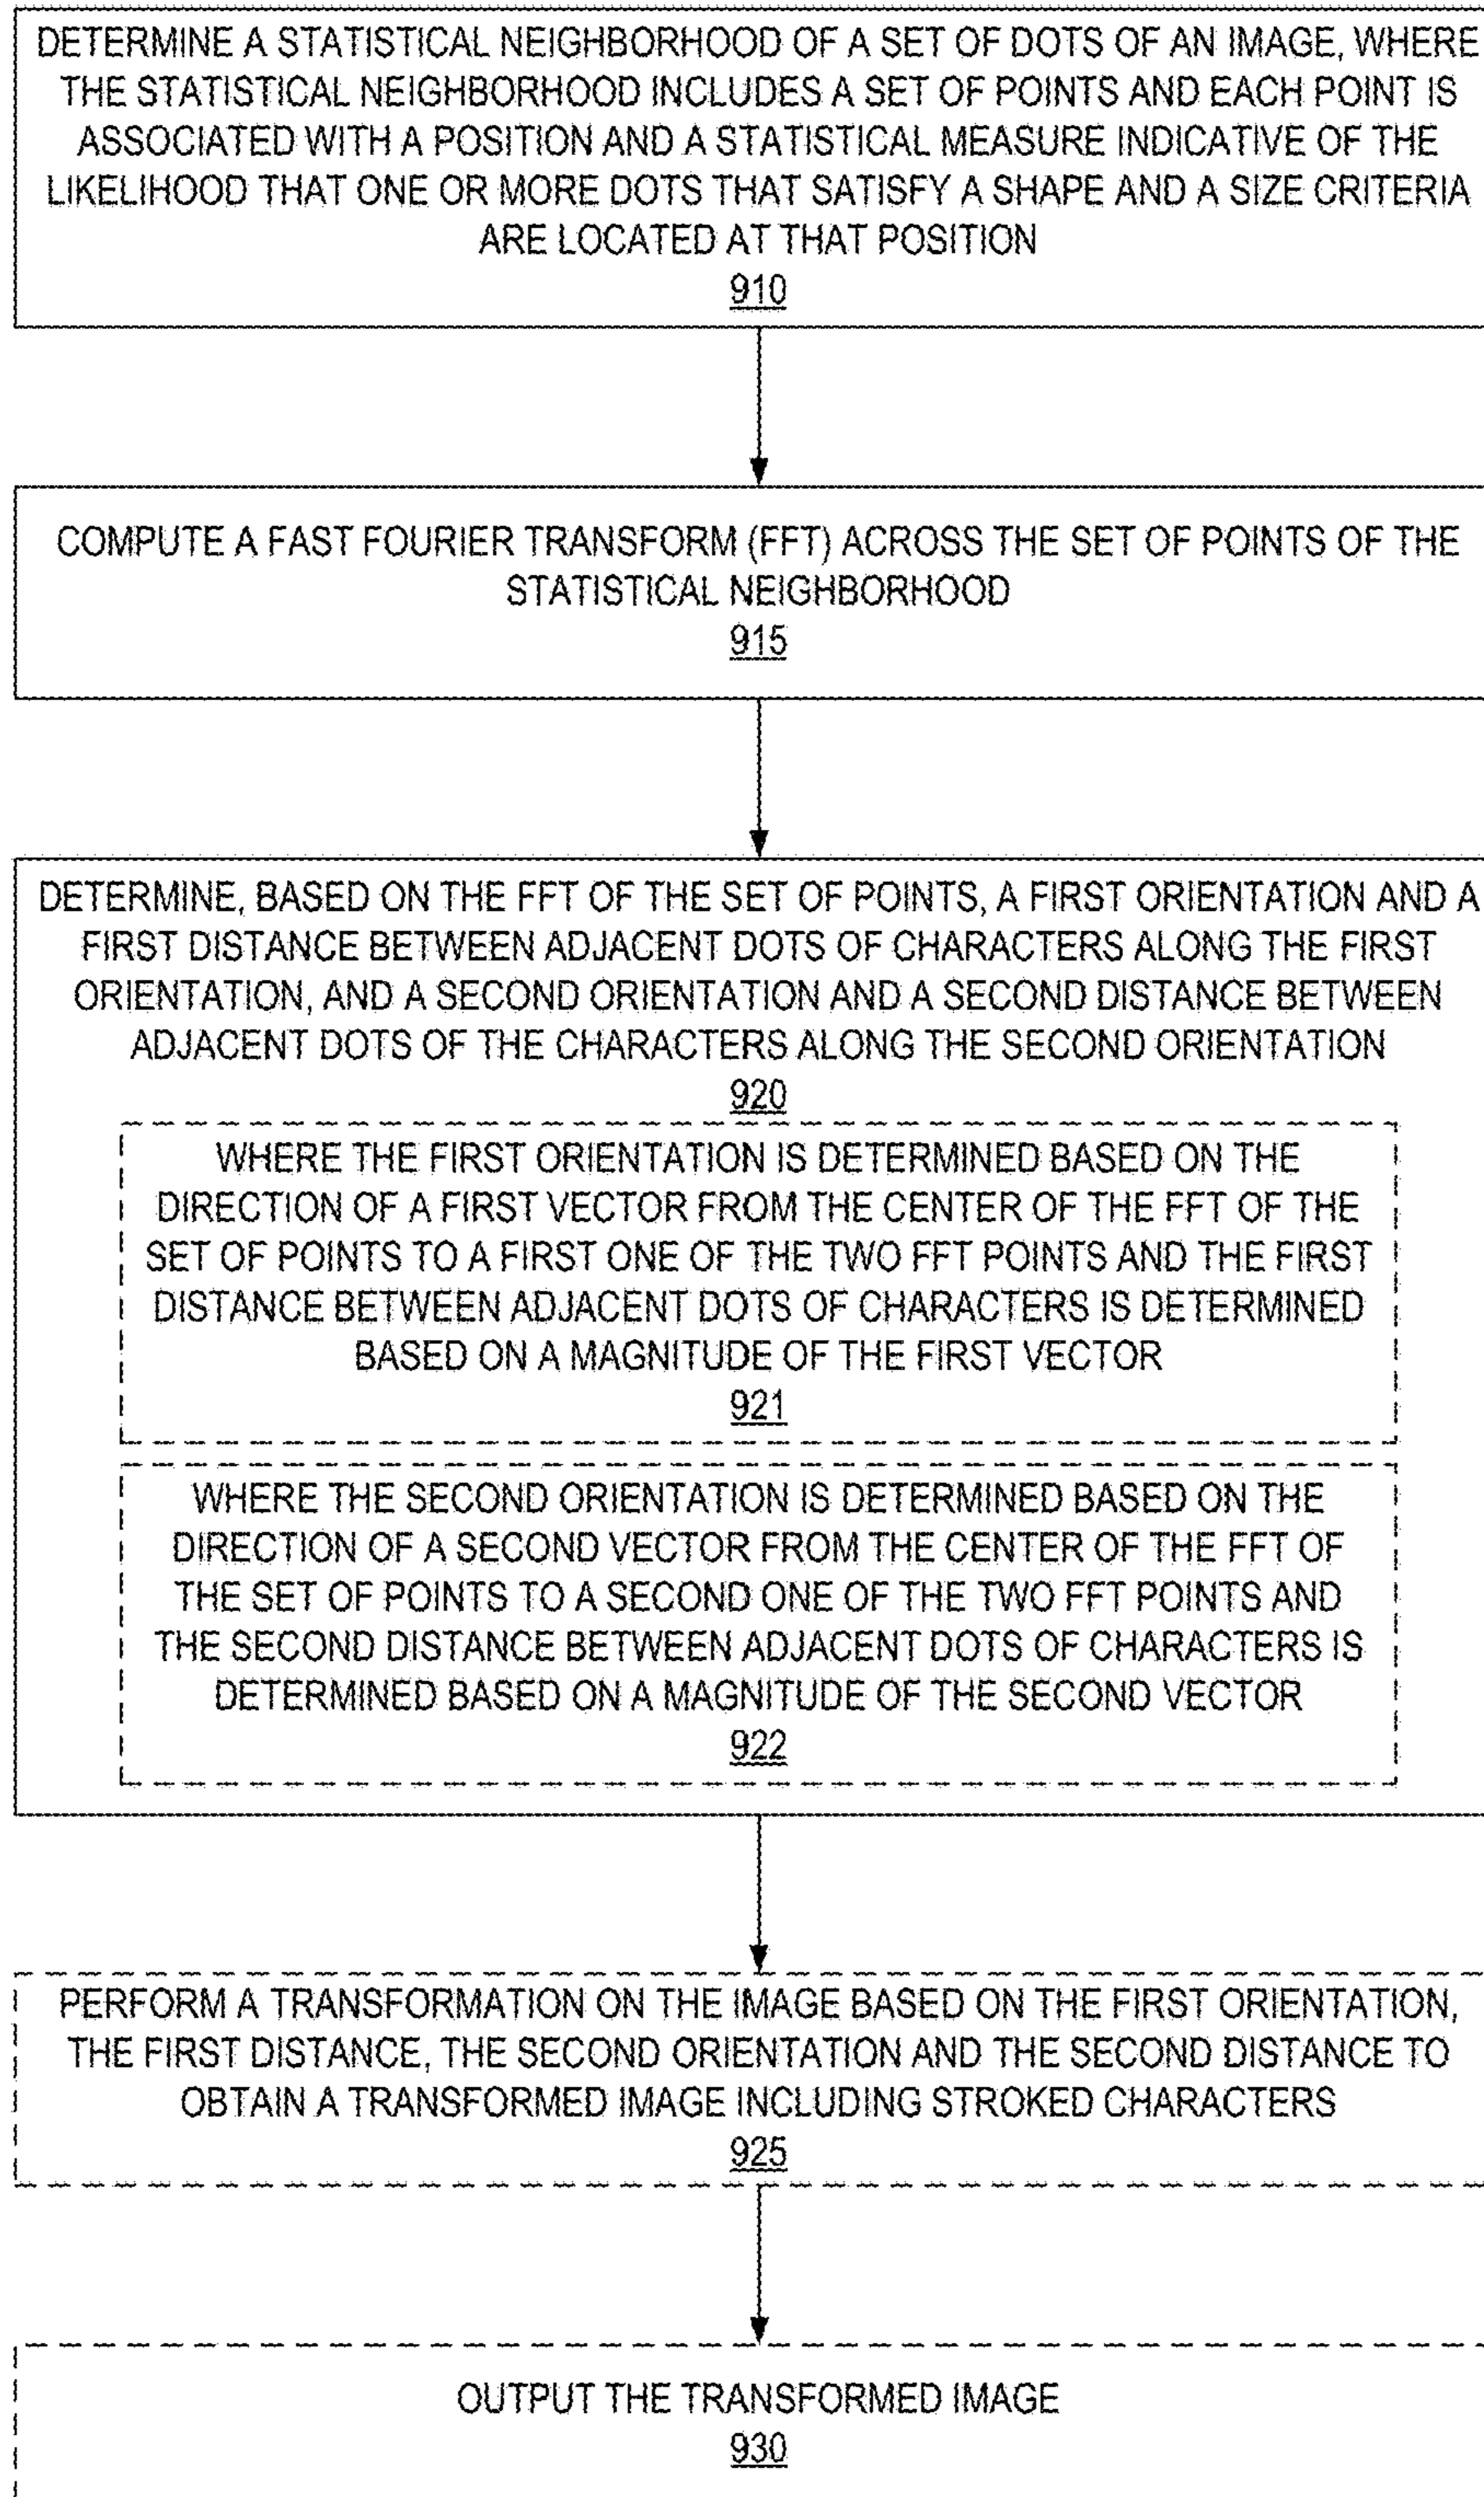 DETERMINE A STATISTICAL NEIGHBORHOOD OF A SET OF DOTS OF AN IMAGE, WHERE
THE STATISTICAL NEIGHBORHOOD INCLUDES A SET OF POINTS AND EACH POINT IS
ASSOCIATED WITH A POSITION AND A STATISTICAL MEASURE INDICATIVE OF THE
LIKELIHOOD THAT ONE OR MORE DOTS THAT SATISFY A SHAPE AND A SIZE CRITERIA
ARE LOCATED AT THAT POSITION
910
COMPUTE A FAST FOURIER TRANSFORM (FFT) ACROSS THE SET OF POINTS OF THE
STATISTICAL NEIGHBORHOOD
915
DETERMINE, BASED ON THE FFT OF THE SET OF POINTS, A FIRST ORIENTATION AND A
FIRST DISTANCE BETWEEN ADJACENT DOTS OF CHARACTERS ALONG THE FIRST
ORIENTATION, AND A SECOND ORIENTATION AND A SECOND DISTANCE BETWEEN
ADJACENT DOTS OF THE CHARACTERS ALONG THE SECOND ORIENTATION
920
WHERE THE FIRST ORIENTATION IS DETERMINED BASED ON THE
DIRECTION OF A FIRST VECTOR FROM THE CENTER OF THE FFT OF THE
SET OF POINTS TO A FIRST ONE OF THE TWO FFT POINTS AND THE FIRST
DISTANCE BETWEEN ADJACENT DOTS OF CHARACTERS IS DETERMINED
BASED ON A MAGNITUDE OF THE FIRST VECTOR
921
WHERE THE SECOND ORIENTATION IS DETERMINED BASED ON THE
DIRECTION OF A SECOND VECTOR FROM THE CENTER OF THE FFT OF
THE SET OF POINTS TO A SECOND ONE OF THE TWO FFT POINTS AND
THE SECOND DISTANCE BETWEEN ADJACENT DOTS OF CHARACTERS IS
DETERMINED BASED ON A MAGNITUDE OF THE SECOND VECTOR
922
PERFORM A TRANSFORMATION ON THE IMAGE BASED ON THE FIRST ORIENTATION,
THE FIRST DISTANCE, THE SECOND ORIENTATION AND THE SECOND DISTANCE TO
OBTAIN A TRANSFORMED IMAGE INCLUDING STROKED CHARACTERS
925
OUTPUT THE TRANSFORMED IMAGE
930